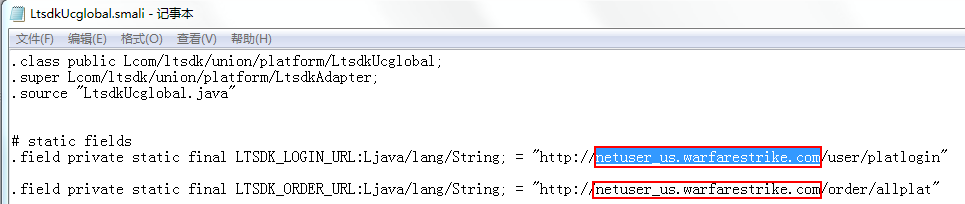 LtsdkUcglobal.smali - 记事本
文件(F) 编辑(E) 格式(O) 查看(V) 帮助(H)
.class public Lcom/ltsdk/union/platform/LtsdkUcglobal;
.super Lcom/ltsdk/union/platform/LtsdkAdapter;
.source "LtsdkUcglobal.java"
# static fields
.field private static final LTSDK_LOGIN_URL:Ljava/lang/String; = "http://netuser_us.warfarestrike.com/user/platlogin"
.field private static final LTSDK_ORDER_URL:Ljava/lang/String; = "http://netuser_us.warfarestrike.com/order/allplat"